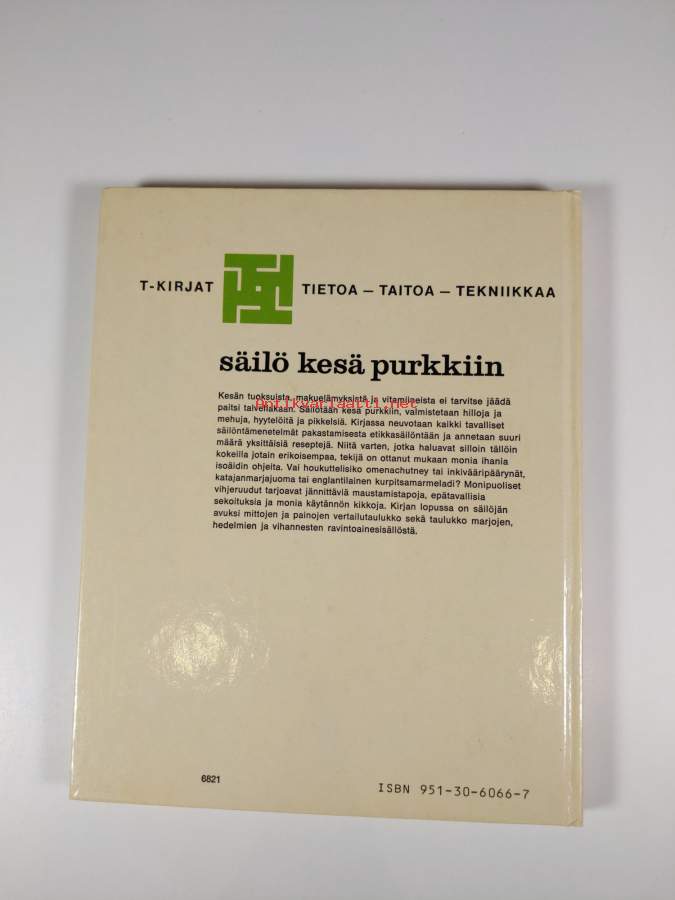 T-KIRJAT TIETOA — TAITOA — TEKNIIKKAA
säilö kesä purkkiin
Kesän tuoksuista, makuelämyksistä ja vitamiineista ei tarvitse jäädä
Antikvariaatti.net
paitsi talvellakaan. Säilötään kesä purkkiin, valmistetaan hilloja ja
mehuja, hyytelöitä ja pikkelsiä. Kirjassa neuvotaan kaikki tavalliset
säilöntämenetelmät pakastamisesta etikkasäilöntään ja annetaan suuri
määrä yksittäisiä reseptejä. Niitä varten, jotka haluavat silloin tällöin
kokeilla jotain erikoisempaa, tekijä on ottanut mukaan monia ihania
isoäidin ohjeita. Vai houkuttelisiko omenachutney tai inkivääripäärynät,
katajanmarjajuoma tai englantilainen kurpitsamarmeladi? Monipuoliset
vihjeruudut tarjoavat jännittäviä maustamistapoja, epätavallisia
sekoituksia ja monia käytännön kikkoja. Kirjan lopussa on säilöjän
avuksi mittojen ja painojen vertailutaulukko sekä taulukko marjojen,
hedelmien ja vihannesten ravintoainesisällöstä.
6821
ISBN 951-30-6066-7